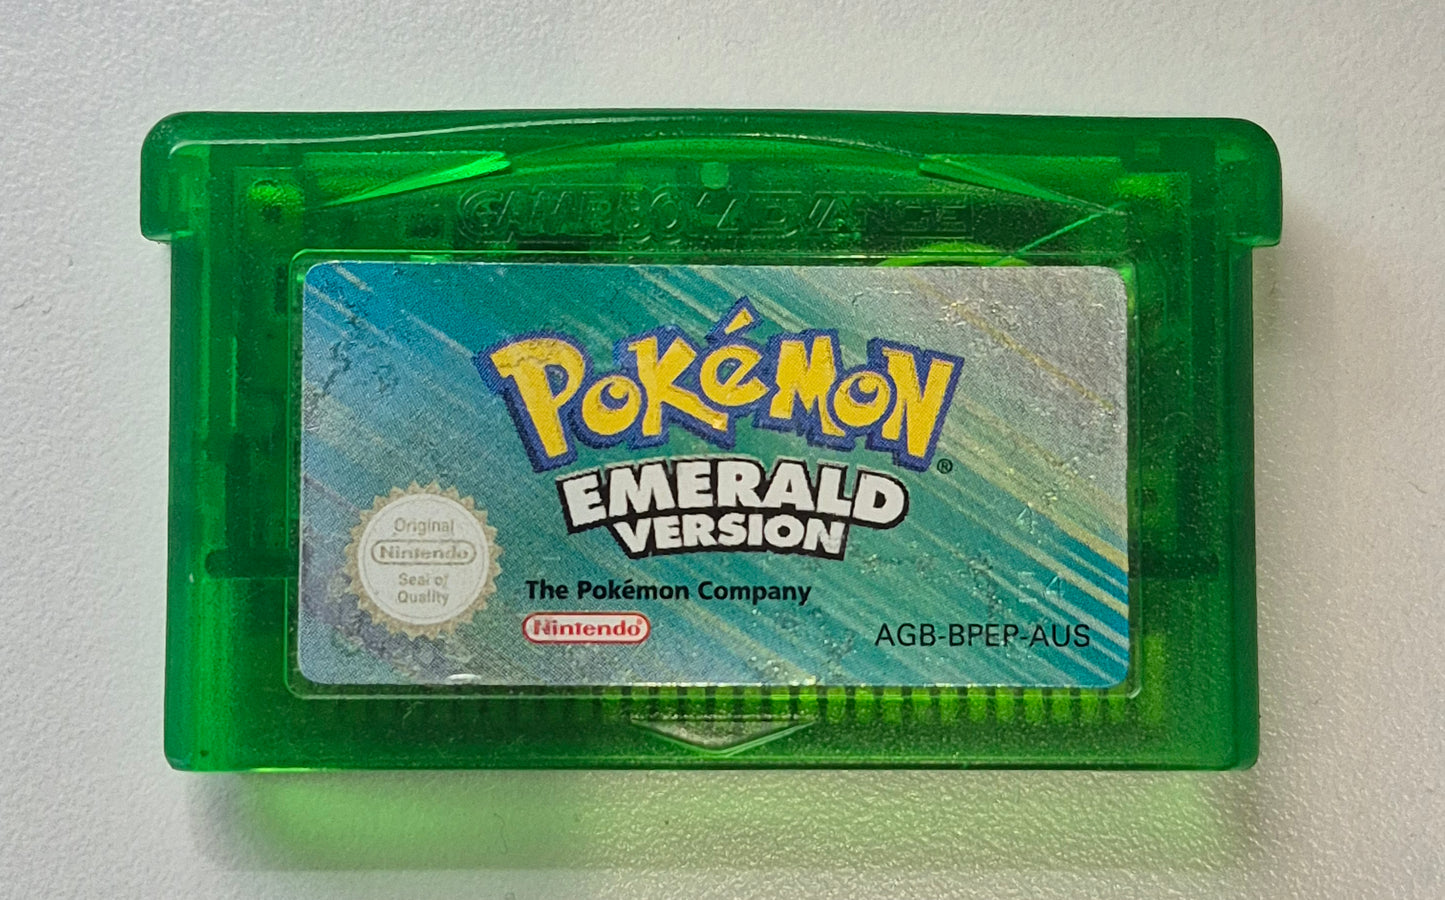 GAME BOY ADVANCE
POKéMON®
EMERALD
VERSION
Original
Nintendo
Seal of
Quality
The Pokémon Company
Nintendo®
AGB-BPEP-AUS